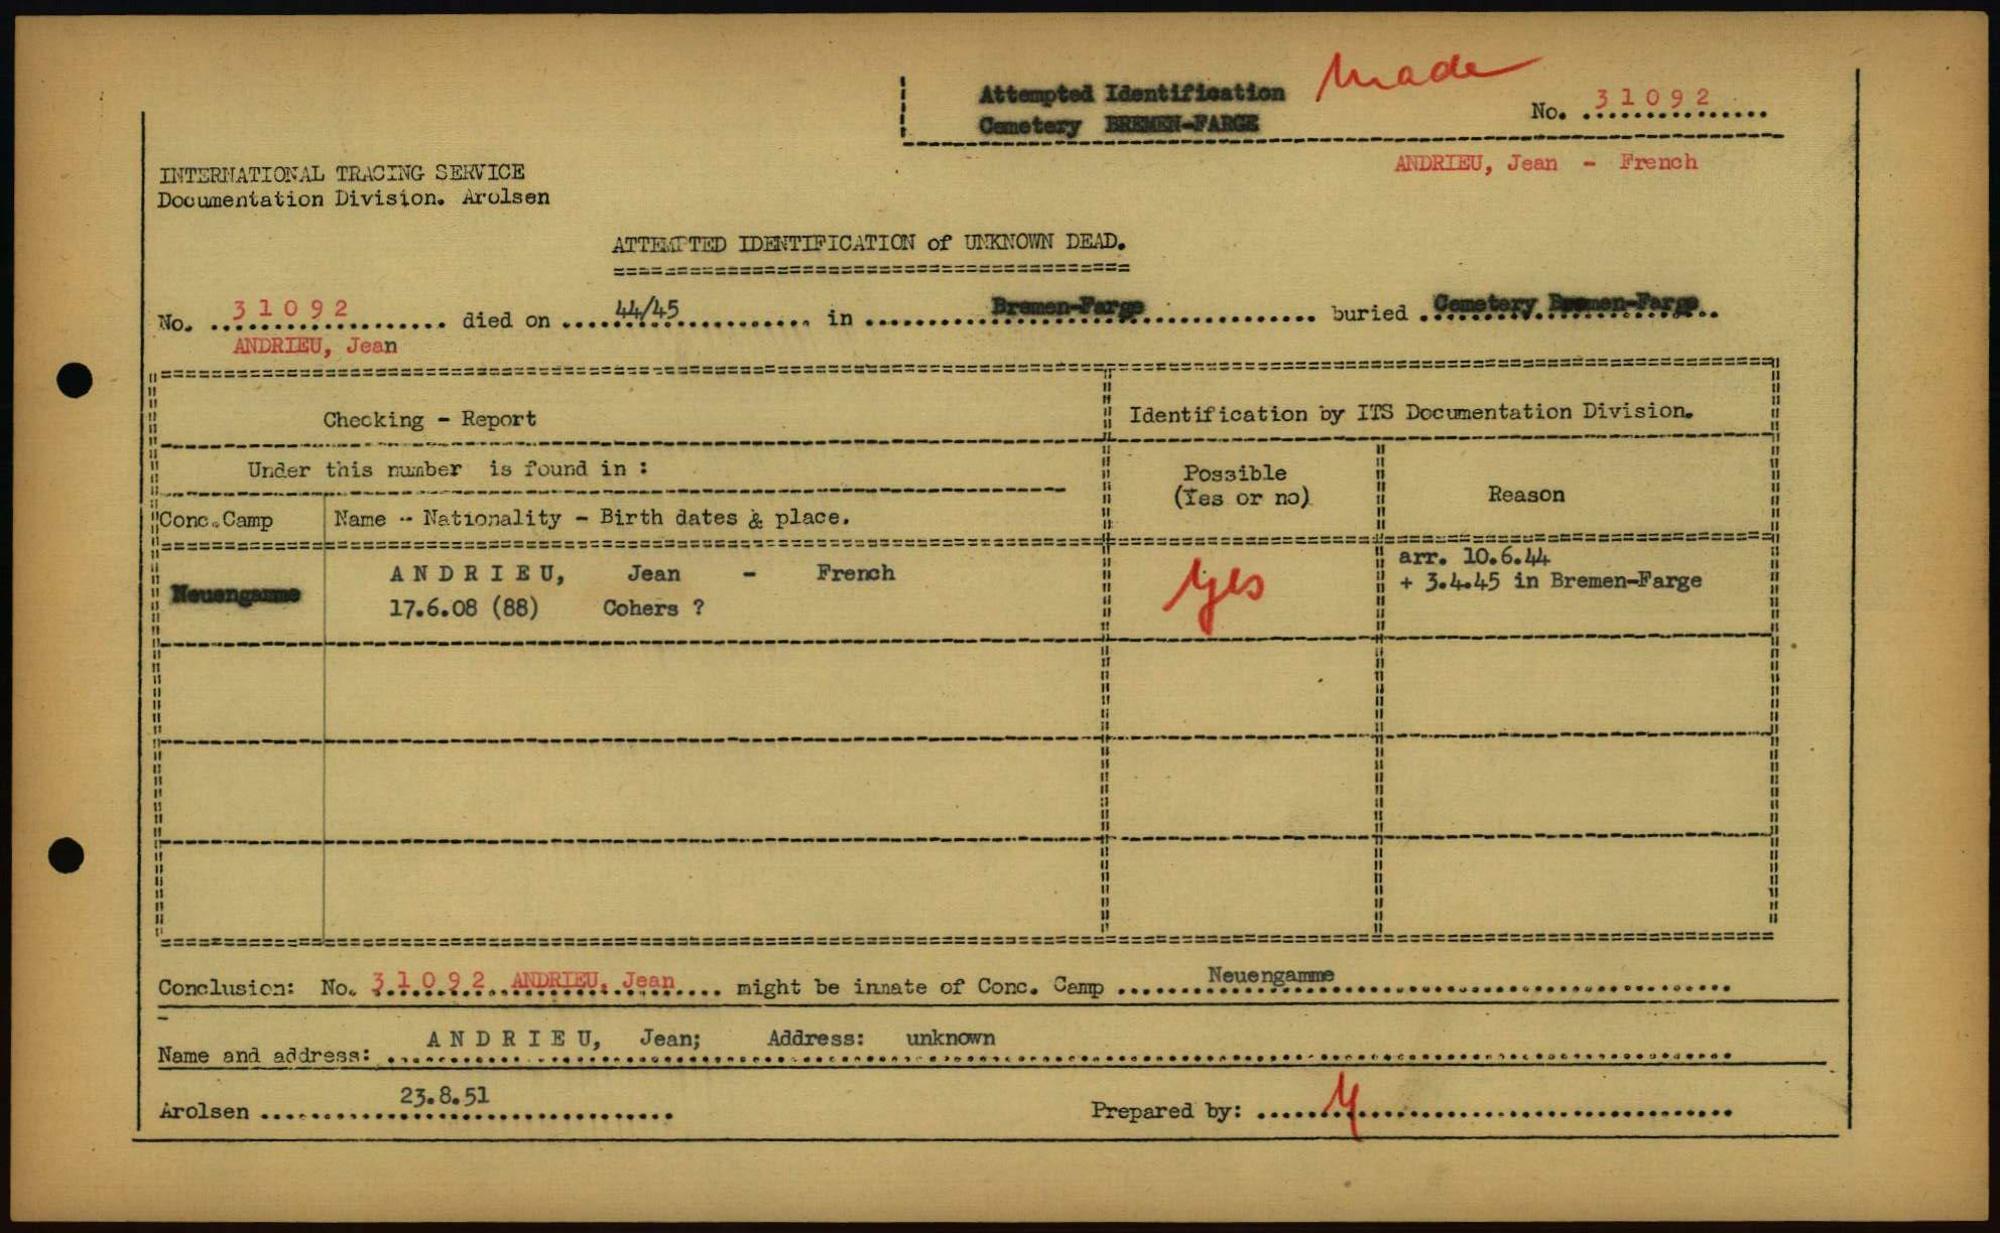 Attempted Identification made
Cemetery BREMEN-FARGE
No. 31092
ANDRIEU, Jean - French
INTERNATIONAL TRACING SERVICE
Documentation Division. Arolsen
ATTEMPTED IDENTIFICATION of UNKNOWN DEAD.
No. 31092 died on 44/45 in Bremen-Farge buried Cemetery Bremen-Farge
ANDRIEU, Jean
Checking - Report
Identification by ITS Documentation Division.
Under this number is found in :
Possible
(Yes or no)
Reason
Conc.Camp
Name - Nationality - Birth dates & place.
Neuengamme
ANDRIEU, Jean - French
17.6.08 (88) Cohers ?
yes
arr. 10.6.44
+ 3.4.45 in Bremen-Farge
Conclusion: No. 31092 ANDRIEU, Jean might be innate of Conc. Camp Neuengamme
Name and address: ANDRIEU, Jean; Address: unknown
Arolsen 23.8.51
Prepared by: